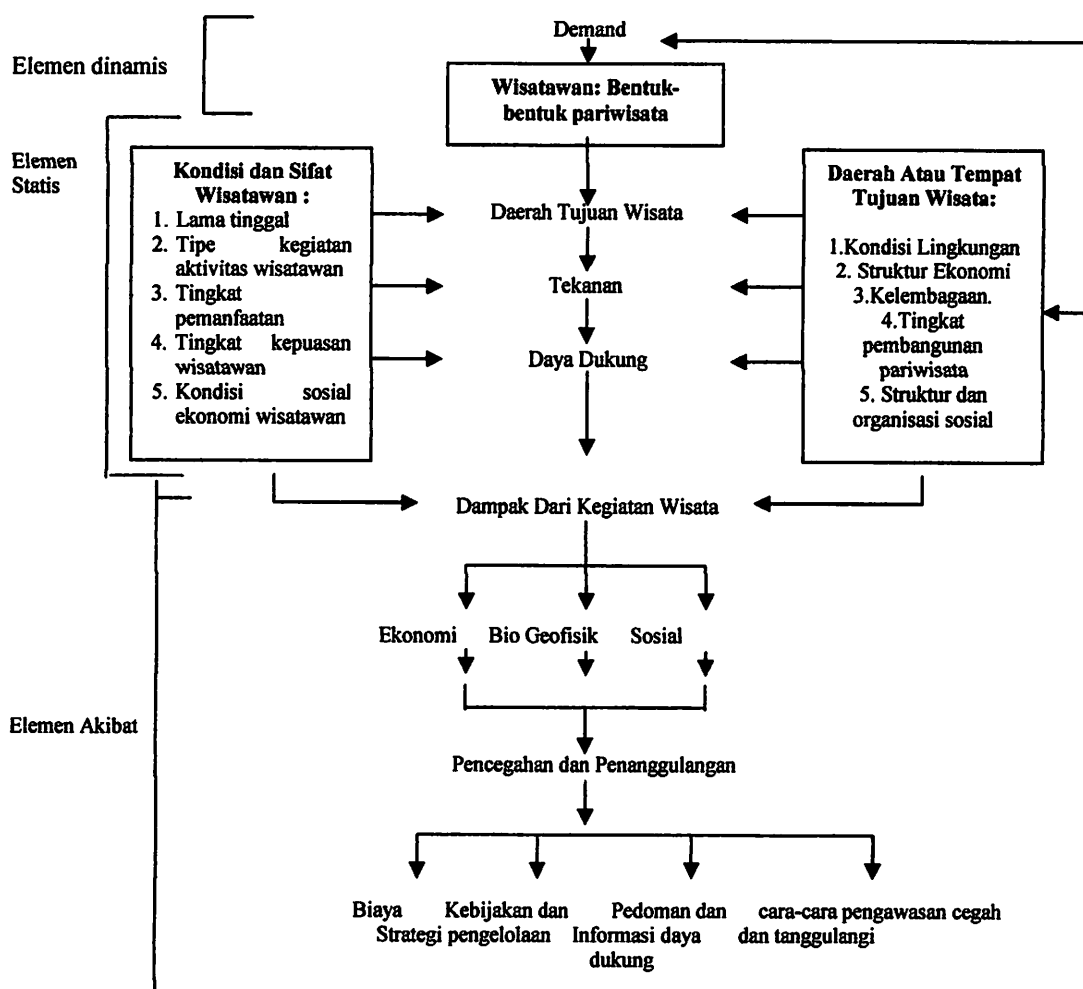 Demand
Elemen dinamis
Wisatawan: Bentuk-
bentuk pariwisata
Elemen
Statis
Kondisi dan Sifat
Wisatawan :
1. Lama tinggal
2. Tipe kegiatan
aktivitas wisatawan
3. Tingkat
pemanfaatan
4. Tingkat kepuasan
wisatawan
5. Kondisi sosial
ekonomi wisatawan
Daerah Tujuan Wisata
Tekanan
Daya Dukung
Daerah Atau Tempat
Tujuan Wisata:
1.Kondisi Lingkungan
2. Struktur Ekonomi
3.Kelembagaan.
4.Tingkat
pembangunan
pariwisata
5. Struktur dan
organisasi sosial
Dampak Dari Kegiatan Wisata
Ekonomi Bio Geofisik Sosial
Elemen Akibat
Pencegahan dan Penanggulangan
Biaya Kebijakan dan Pedoman dan cara-cara pengawasan cegah
Strategi pengelolaan Informasi daya dan tanggulangi
dukung